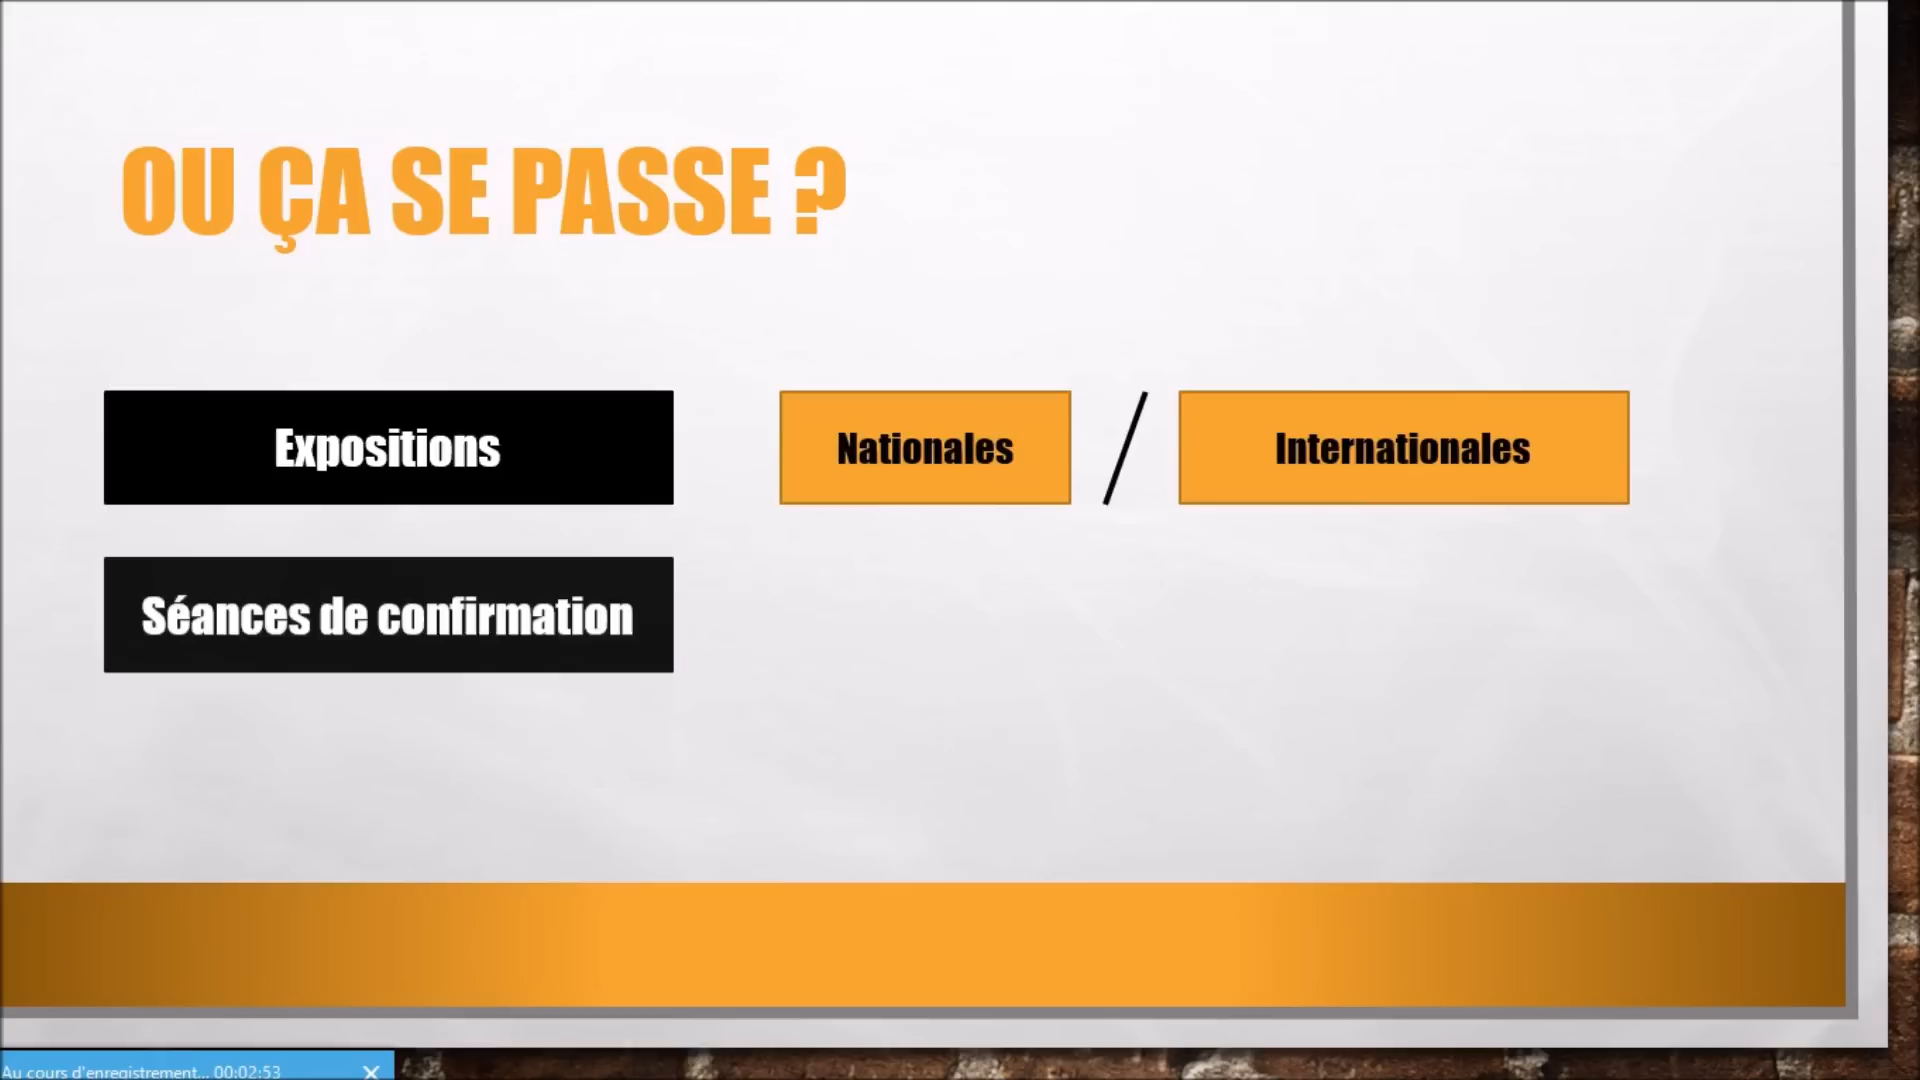 OU ÇA SE PASSE ?
Expositions
Nationales / Internationales
Séances de confirmation
Au cours d'enregistrement... 00:02:53